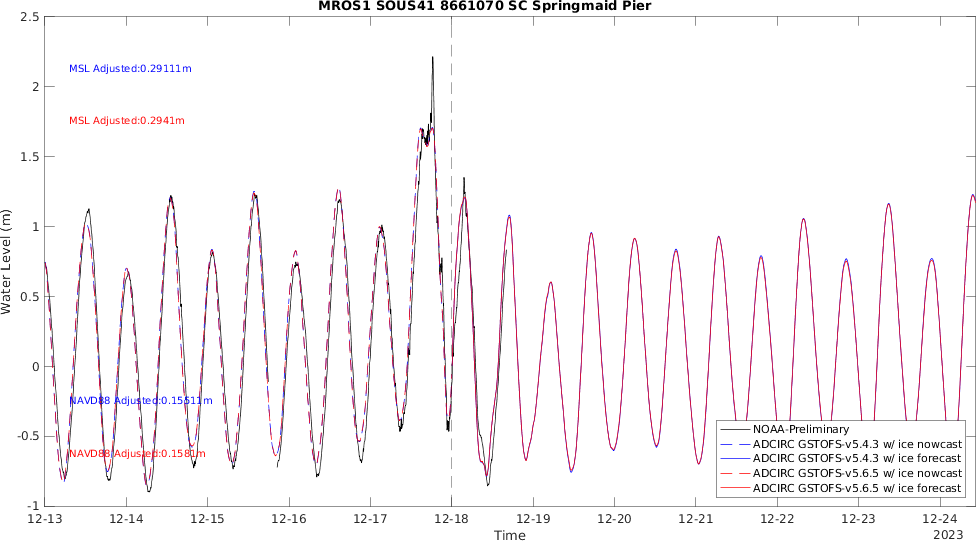 MROS1 SOUS41 8661070 SC Springmaid Pier
2.5
2
1.5
1
0.5
0
-0.5
-1
Water Level (m)
MSL Adjusted:0.29111m
MSL Adjusted:0.2941m
NAVD88 Adjusted:0.15511m
NAVD88 Adjusted:0.1581m
NOAA-Preliminary
ADCIRC GSTOFS-v5.4.3 w/ ice nowcast
ADCIRC GSTOFS-v5.4.3 w/ ice forecast
ADCIRC GSTOFS-v5.6.5 w/ ice nowcast
ADCIRC GSTOFS-v5.6.5 w/ ice forecast
12-13 12-14 12-15 12-16 12-17 12-18 12-19 12-20 12-21 12-22 12-23 12-24
Time
2023